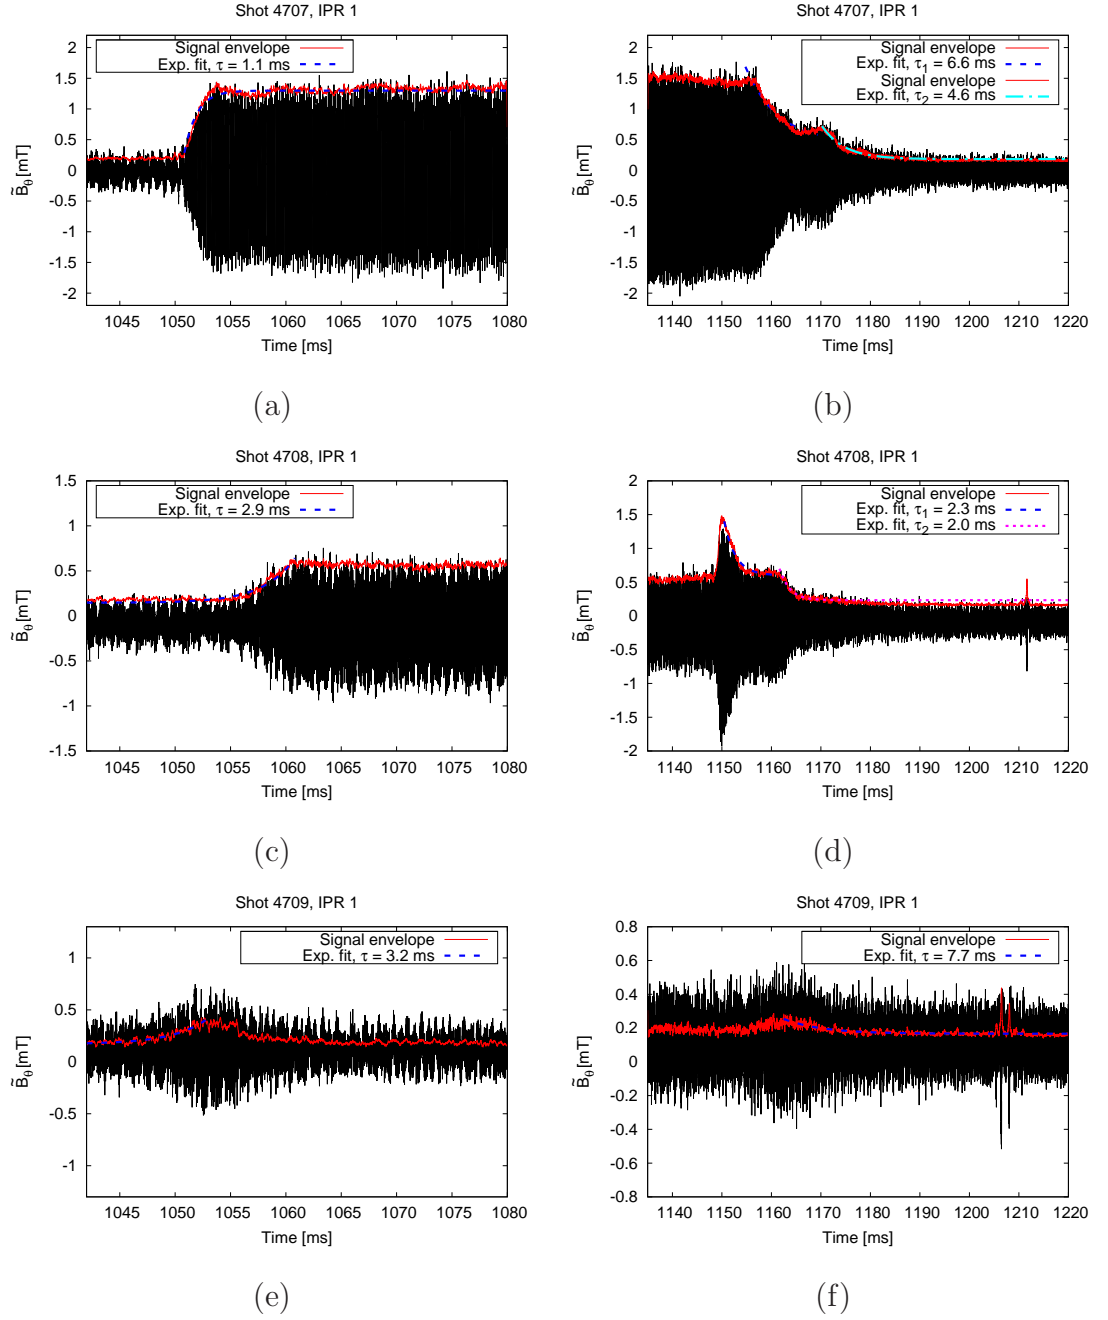 Shot 4707, IPR 1
Signal envelope
Exp. fit, τ = 1.1 ms
2
1.5
1
0.5
0
-0.5
-1
-1.5
-2
B̃θ [mT]
1045 1050 1055 1060 1065 1070 1075 1080
Time [ms]
(a)
Shot 4707, IPR 1
Signal envelope
Exp. fit, τ1 = 6.6 ms
Signal envelope
Exp. fit, τ2 = 4.6 ms
2
1.5
1
0.5
0
-0.5
-1
-1.5
-2
B̃θ [mT]
1140 1150 1160 1170 1180 1190 1200 1210 1220
Time [ms]
(b)
Shot 4708, IPR 1
Signal envelope
Exp. fit, τ = 2.9 ms
1.5
1
0.5
0
-0.5
-1
-1.5
B̃θ [mT]
1045 1050 1055 1060 1065 1070 1075 1080
Time [ms]
(c)
Shot 4708, IPR 1
Signal envelope
Exp. fit, τ1 = 2.3 ms
Exp. fit, τ2 = 2.0 ms
2
1.5
1
0.5
0
-0.5
-1
-1.5
-2
B̃θ [mT]
1140 1150 1160 1170 1180 1190 1200 1210 1220
Time [ms]
(d)
Shot 4709, IPR 1
Signal envelope
Exp. fit, τ = 3.2 ms
1
0.5
0
-0.5
-1
B̃θ [mT]
1045 1050 1055 1060 1065 1070 1075 1080
Time [ms]
(e)
Shot 4709, IPR 1
Signal envelope
Exp. fit, τ = 7.7 ms
0.8
0.6
0.4
0.2
0
-0.2
-0.4
-0.6
-0.8
B̃θ [mT]
1140 1150 1160 1170 1180 1190 1200 1210 1220
Time [ms]
(f)